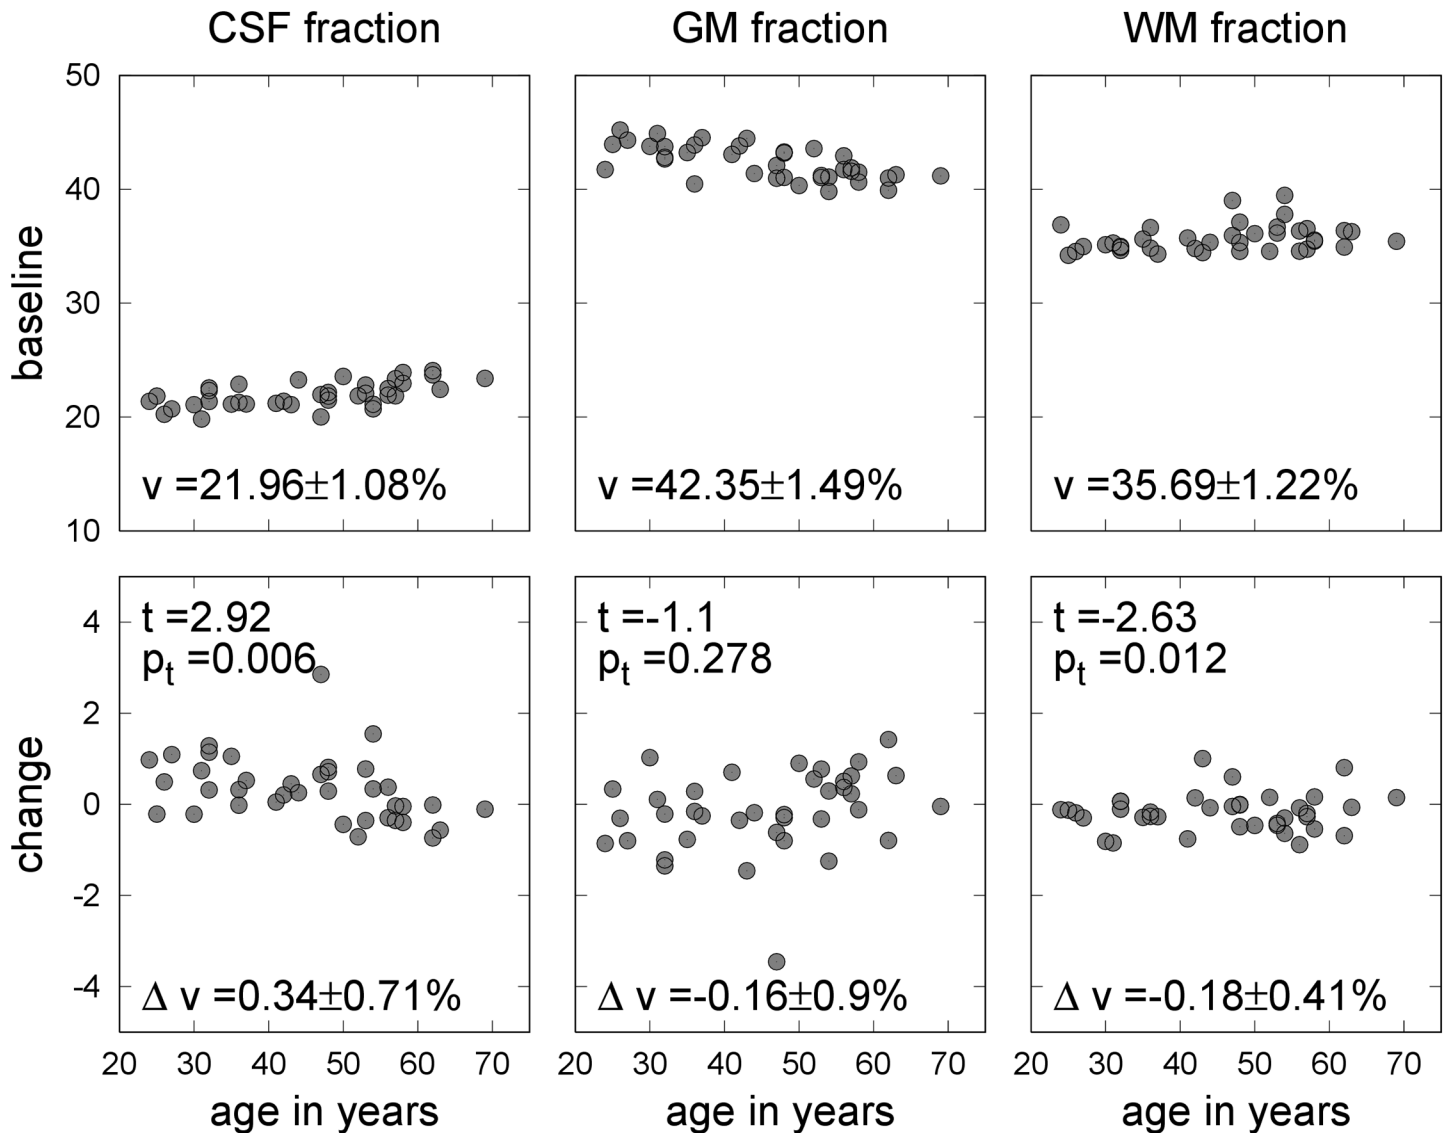 CSF fraction GM fraction WM fraction
50
40
30
20
10
baseline
v =21.96±1.08% v =42.35±1.49% v =35.69±1.22%
4
2
0
-2
-4
change
t =2.92 t =-1.1 t =-2.63
pt =0.006 pt =0.278 pt =0.012
Δ v =0.34±0.71% Δ v =-0.16±0.9% Δ v =-0.18±0.41%
20 30 40 50 60 70 20 30 40 50 60 70 20 30 40 50 60 70
age in years age in years age in years